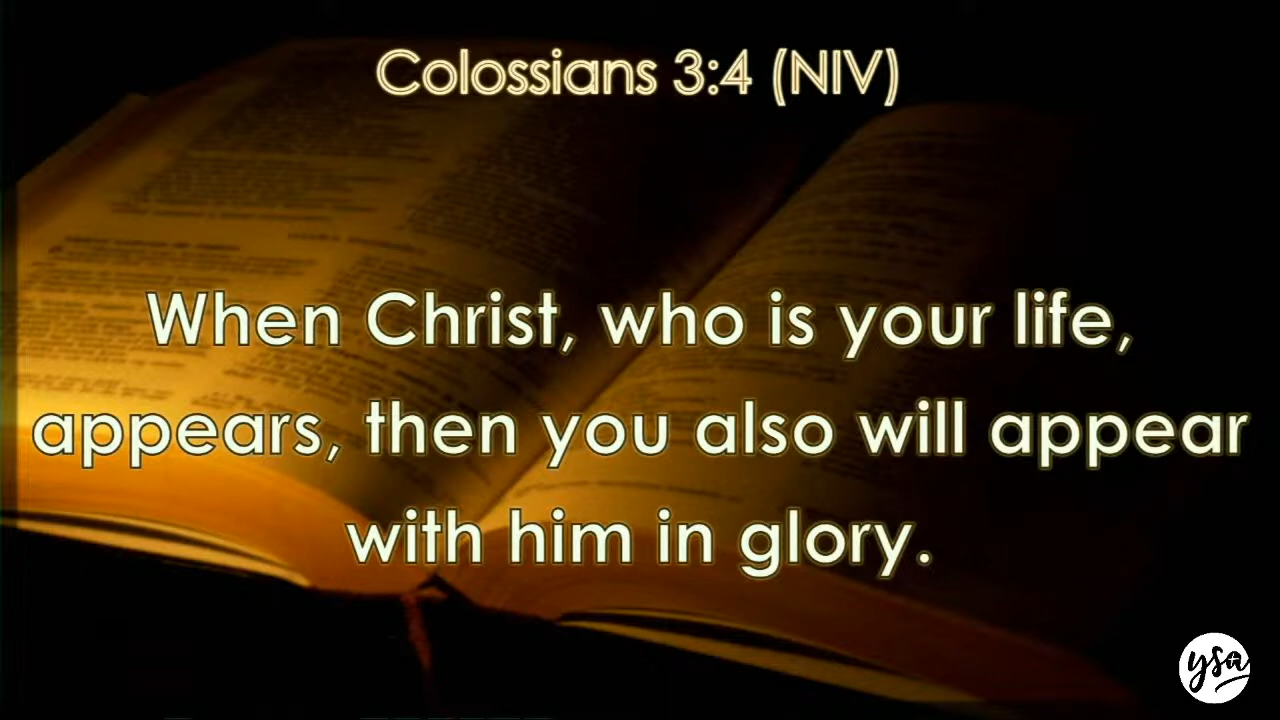 Colossians 3:4 (NIV)
When Christ, who is your life,
appears, then you also will appear
with him in glory.
ysa